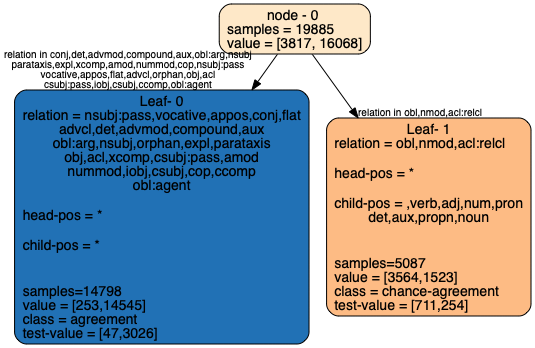 node - 0
samples = 19885
value = [3817, 16068]
relation in conj,det,advmod,compound,aux,obl:arg,nsubj
parataxis,expl,xcomp,amod,nummod,cop,nsubj:pass
vocative,appos,flat,advcl,orphan,obj,acl
csubj:pass,iobj,csubj,ccomp,obl:agent
relation in obl,nmod,acl:relcl
Leaf- 0
relation = nsubj:pass,vocative,appos,conj,flat
advcl,det,advmod,compound,aux
obl:arg,nsubj,orphan,expl,parataxis
obj,acl,xcomp,csubj:pass,amod
nummod,iobj,csubj,cop,ccomp
obl:agent
head-pos = *
child-pos = *
samples=14798
value = [253,14545]
class = agreement
test-value = [47,3026]
Leaf- 1
relation = obl,nmod,acl:relcl
head-pos = *
child-pos = ,verb,adj,num,pron
det,aux,propn,noun
samples=5087
value = [3564,1523]
class = chance-agreement
test-value = [711,254]